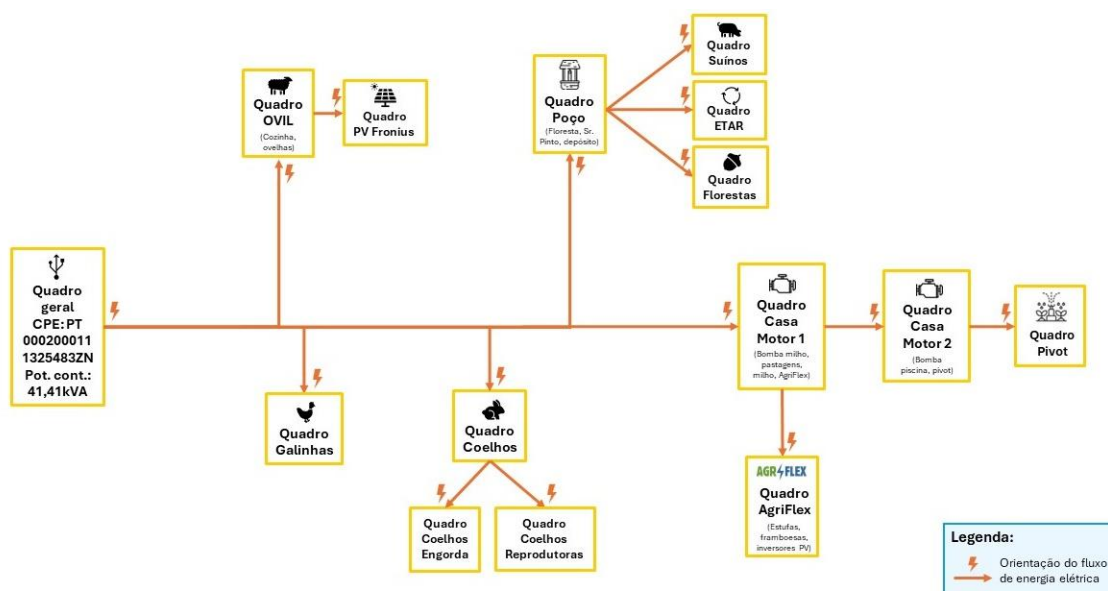 Quadro
Suínos
Quadro
OVIL
(Cozinha,
ovelhas)
Quadro
PV Fronius
Quadro
Poço
(Floresta, Sr.
Pinto, depósito)
Quadro
ETAR
Quadro
Florestas
Quadro
geral
CPE: PT
000200011
1325483ZN
Pot. cont.:
41,41kVA
Quadro
Casa
Motor 1
(Bomba milho,
pastagens,
milho, AgriFlex)
Quadro
Casa
Motor 2
(Bomba
piscina, pivot)
Quadro
Pivot
Quadro
Galinhas
Quadro
Coelhos
Quadro
Coelhos
Engorda
Quadro
Coelhos
Reprodutoras
AGRIFLEX
Quadro
AgriFlex
(Estufas,
framboesas,
inversores PV)
Legenda:
Orientação do fluxo
de energia elétrica